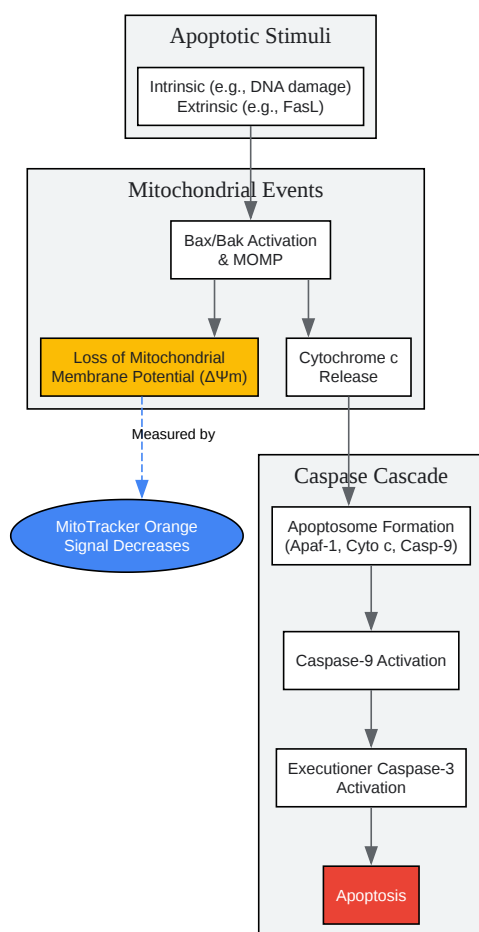 Apoptotic Stimuli
Intrinsic (e.g., DNA damage)
Extrinsic (e.g., FasL)
Mitochondrial Events
Bax/Bak Activation
& MOMP
Loss of Mitochondrial
Membrane Potential (ΔΨm)
Cytochrome c
Release
Measured by
MitoTracker Orange
Signal Decreases
Caspase Cascade
Apoptosome Formation
(Apaf-1, Cyto c, Casp-9)
Caspase-9 Activation
Executioner Caspase-3
Activation
Apoptosis